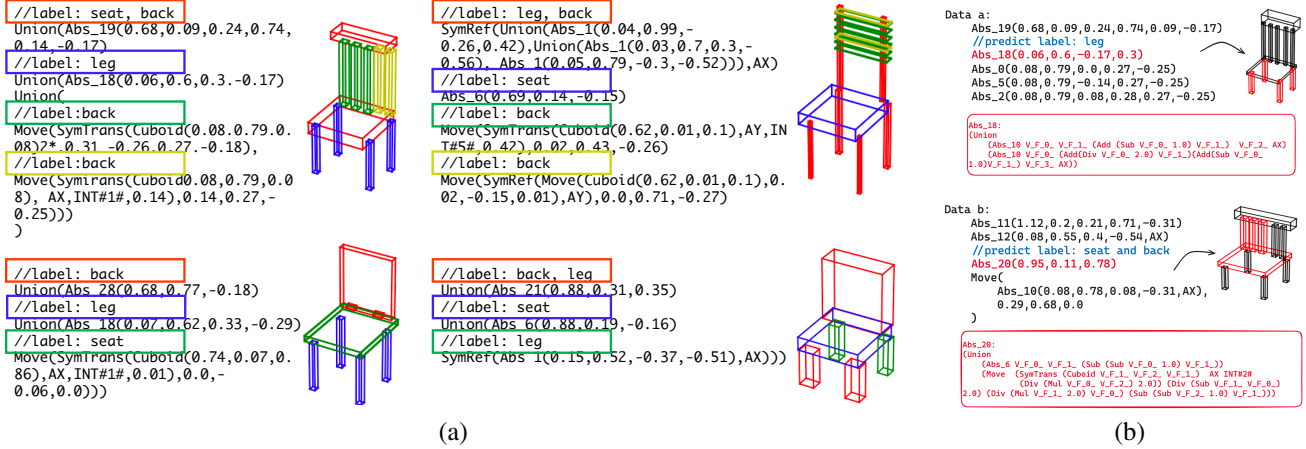 //label: seat, back
Union(Abs_19(0.68,0.09,0.24,0.74,
0.14,-0.17)
//label: leg
Union(Abs_18(0.06,0.6,0.3.-0.17)
Union(
//label:back
Move(SymTrans(Cuboid(0.08.0.79.0.
08)2*.0.31 -0.26.0.27.-0.18),
//label:back
Move(Symirans(Cuboid0.08,0.79,0.0
8), AX,INT#1#,0.14),0.14,0.27,-
0.25)))
)
//label: leg, back
SymRef(Union(Abs_1(0.04,0.99,-
0.26,0.42),Union(Abs_1(0.03,0.7,0.3,-
0.56), Abs 1(0.05,0.79,-0.3,-0.52))),AX)
//label: seat
Abs_6(0.69,0.14,-0.15)
//label: back
Move(SymTrans(Cuboid(0.62,0.01,0.1),AY,IN
T#5#,0.42),0.02,0.43,-0.26)
//label: back
Move(SymRef(Move(Cuboid(0.62,0.01,0.1),0.
02,-0.15,0.01),AY),0.0,0.71,-0.27)
//label: back
Union(Abs 28(0.68,0.77,-0.18)
//label: leg
Union(Abs 18(0.07,0.62,0.33,-0.29)
//label: seat
Move(SymTrans(Cuboid(0.74,0.07,0.
86),AX,INT#1#,0.01),0.0,-
0.06,0.0)))
//label: back, leg
Union(Abs 21(0.88,0.31,0.35)
//label: seat
Union(Abs 6(0.88,0.19,-0.16)
//label: leg
SymRef(Abs 1(0.15,0.52,-0.37,-0.51),AX)))
(a)
Data a:
Abs_19(0.68,0.09,0.24,0.74,0.09,-0.17)
//predict label: leg
Abs_18(0.06,0.6,-0.17,0.3)
Abs_0(0.08,0.79,0.0,0.27,-0.25)
Abs_5(0.08,0.79,-0.14,0.27,-0.25)
Abs_2(0.08,0.79,0.08,0.28,0.27,-0.25)
Abs_18:
(Union
(Abs_10 V_F_0_ V_F_1_ (Add (Sub V_F_0_ 1.0) V_F_1_) V_F_2_ AX)
(Abs_10 V_F_0_ (Add(Div V_F_0_ 2.0) V_F_1_)(Add(Sub V_F_0_
1.0)V_F_1_) V_F_3_ AX))
Data b:
Abs_11(1.12,0.2,0.21,0.71,-0.31)
Abs_12(0.08,0.55,0.4,-0.54,AX)
//predict label: seat and back
Abs_20(0.95,0.11,0.78)
Move(
Abs_10(0.08,0.78,0.08,-0.31,AX),
0.29,0.68,0.0
)
Abs_20:
(Union
(Abs_6 V_F_0_ V_F_1_ (Sub (Sub V_F_0_ 1.0) V_F_1_))
(Move (SymTrans (Cuboid V_F_1_ V_F_2_ V_F_1_) AX INT#2#
(Div (Mul V_F_0_ V_F_2_) 2.0)) (Div (Sub V_F_1_ V_F_0_)
2.0) (Div (Mul V_F_1_ 2.0) V_F_0_) (Sub (Sub V_F_2_ 1.0) V_F_1_)))
(b)